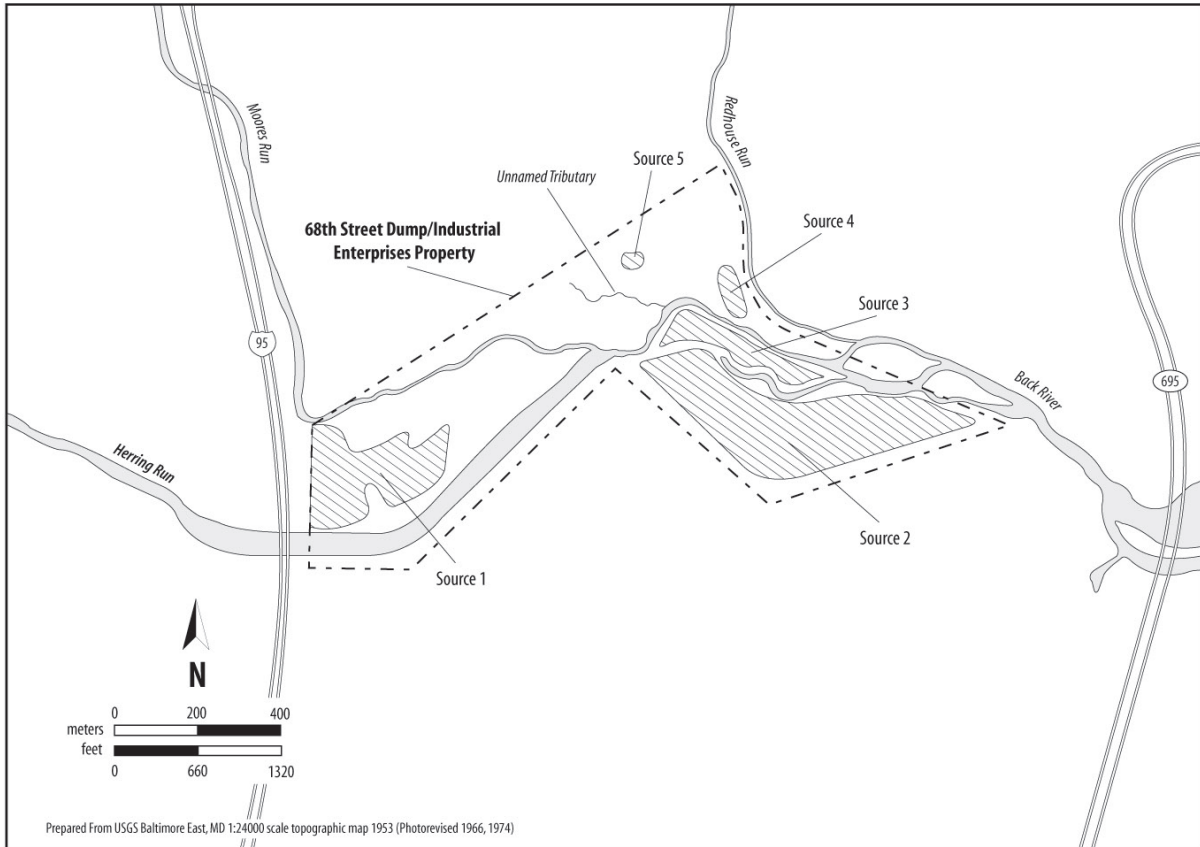 Moores Run
Redhouse Run
Source 5
Unnamed Tributary
68th Street Dump/Industrial
Enterprises Property
Source 4
Source 3
95
Back River
695
Herring Run
Source 2
Source 1
N
0 200 400
meters
feet
0 660 1320
Prepared From USGS Baltimore East, MD 1:24000 scale topographic map 1953 (Photorevised 1966, 1974)